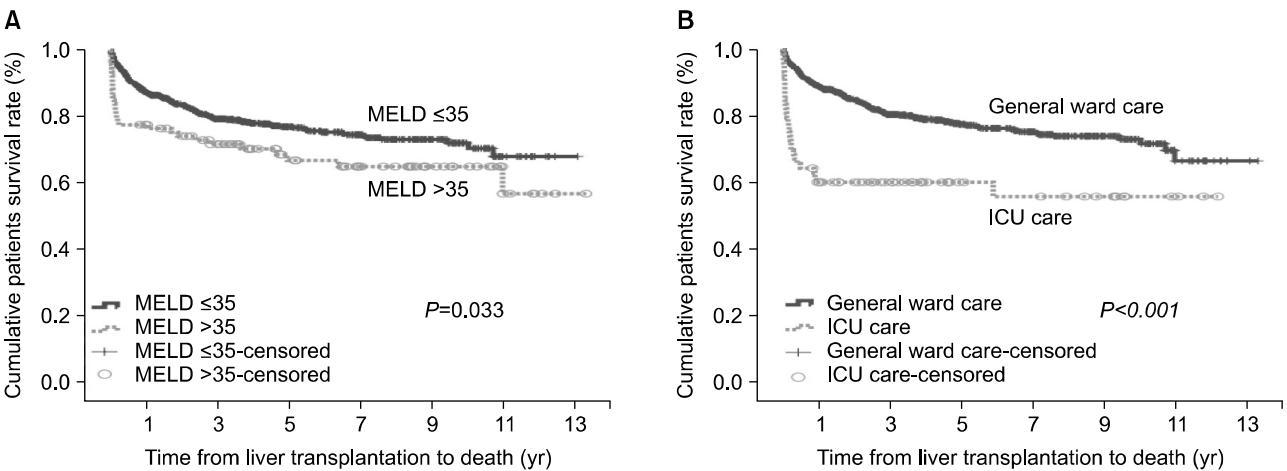 A
Cumulative patients survival rate (%)
1.0
0.8
0.6
0.4
0.2
0.0
MELD ≤35
MELD >35
MELD ≤35
MELD >35
MELD ≤35-censored
MELD >35-censored
P=0.033
1 3 5 7 9 11 13
Time from liver transplantation to death (yr)
B
Cumulative patients survival rate (%)
1.0
0.8
0.6
0.4
0.2
0.0
General ward care
ICU care
General ward care
ICU care
General ward care-censored
ICU care-censored
P<0.001
1 3 5 7 9 11 13
Time from liver transplantation to death (yr)